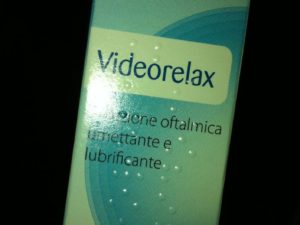 Videorelax
oftalmica
umettante e
lubrificante